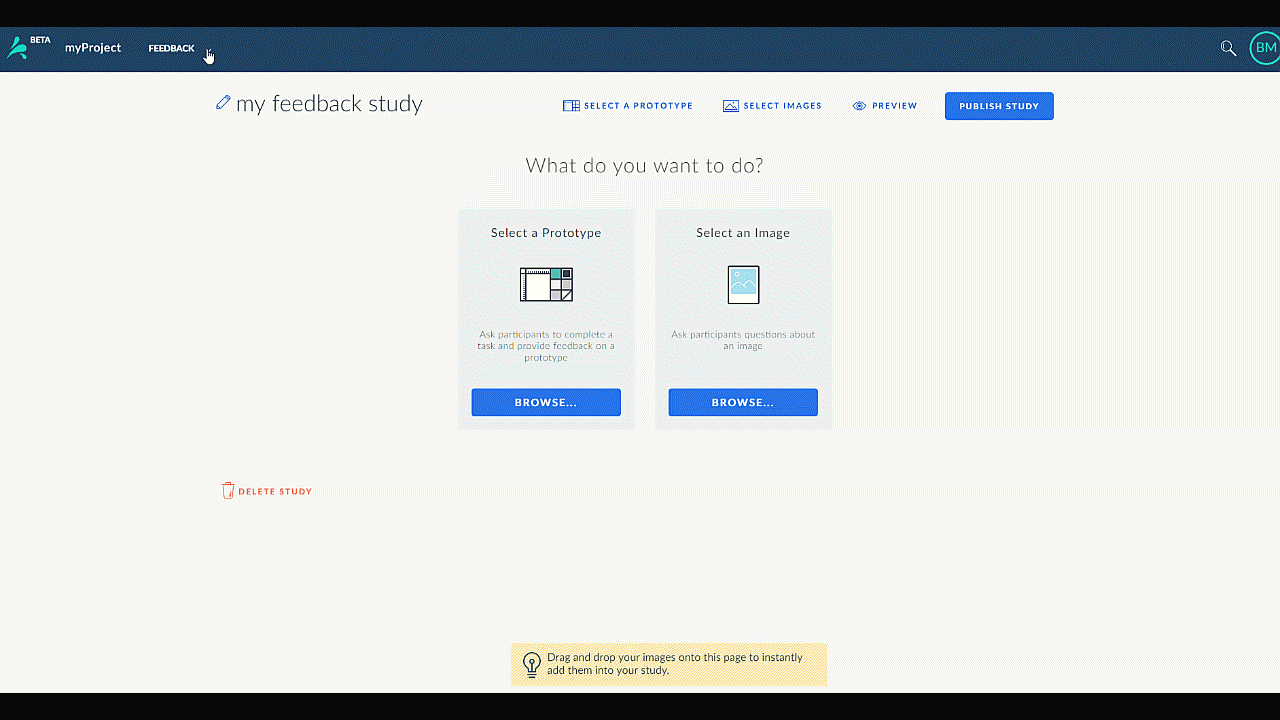 BETA
myProject
FEEDBACK
BM
my feedback study
SELECT A PROTOTYPE
SELECT IMAGES
PREVIEW
PUBLISH STUDY
What do you want to do?
Select a Prototype
Ask participants to complete a
task and provide feedback on a
prototype
BROWSE...
Select an Image
Ask participants questions about
an image
BROWSE...
DELETE STUDY
Drag and drop your images onto this page to instantly
add them into your study.